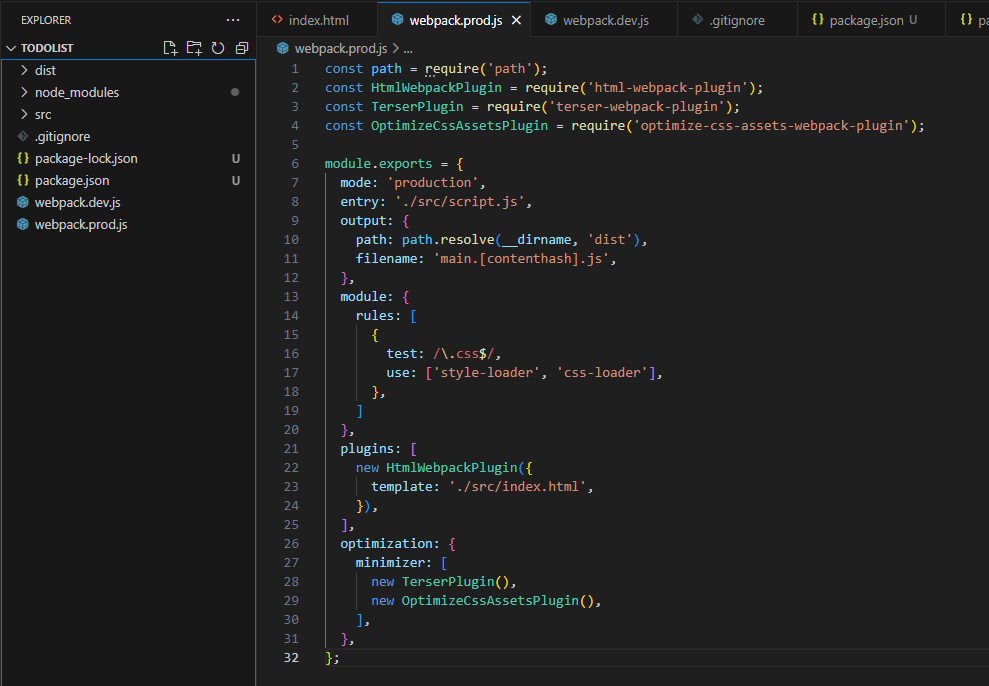 EXPLORER
TODOLIST
dist
node_modules
src
.gitignore
package-lock.json U
package.json U
webpack.dev.js
webpack.prod.js
index.html webpack.prod.js webpack.dev.js .gitignore package.json U pa
webpack.prod.js > ...
1 const path = require('path');
2 const HtmlWebpackPlugin = require('html-webpack-plugin');
3 const TerserPlugin = require('terser-webpack-plugin');
4 const OptimizeCssAssetsPlugin = require('optimize-css-assets-webpack-plugin');
5
6 module.exports = {
7   mode: 'production',
8   entry: './src/script.js',
9   output: {
10     path: path.resolve(__dirname, 'dist'),
11     filename: 'main.[contenthash].js',
12   },
13   module: {
14     rules: [
15       {
16         test: /\.css$/,
17         use: ['style-loader', 'css-loader'],
18       },
19     ]
20   },
21   plugins: [
22     new HtmlWebpackPlugin({
23       template: './src/index.html',
24     }),
25   ],
26   optimization: {
27     minimizer: [
28       new TerserPlugin(),
29       new OptimizeCssAssetsPlugin(),
30     ],
31   },
32 };